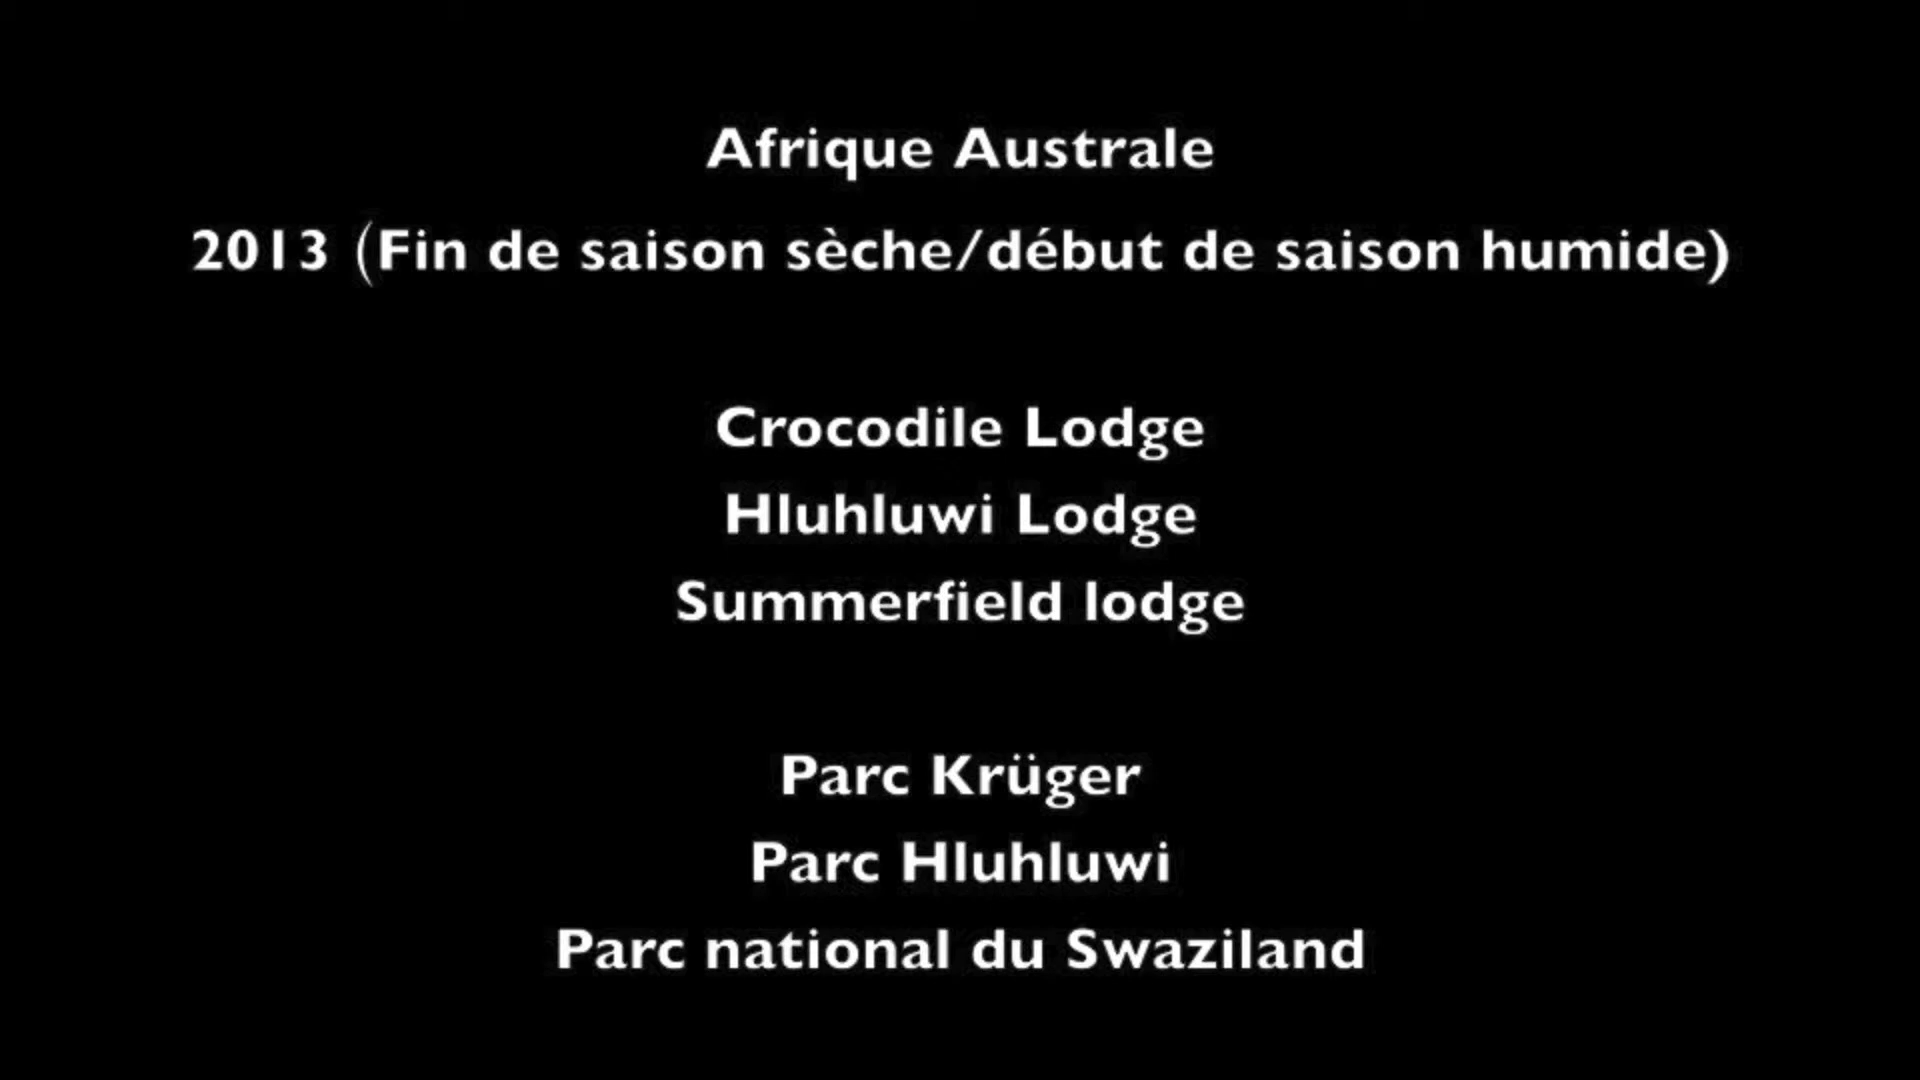 Afrique Australe
2013 (Fin de saison sèche/début de saison humide)
Crocodile Lodge
Hluhluwi Lodge
Summerfield lodge
Parc Krüger
Parc Hluhluwi
Parc national du Swaziland